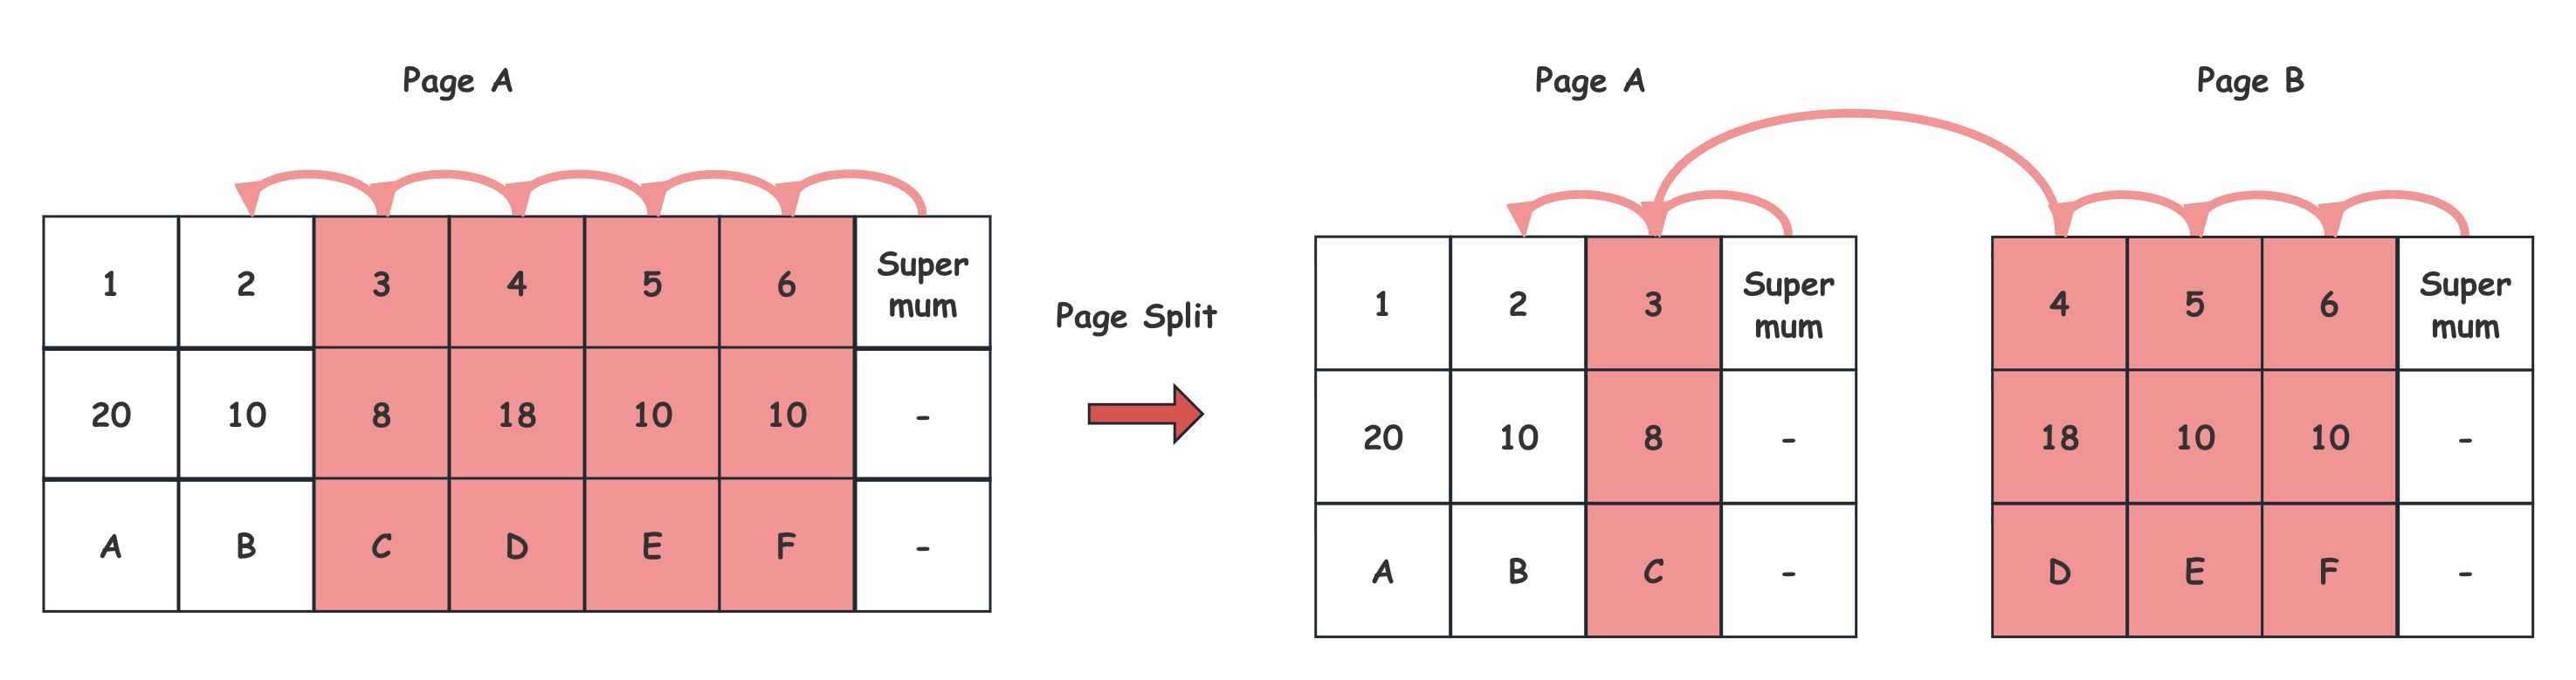 Page A
1 2 3 4 5 6 Super
mum
20 10 8 18 10 10 -
A B C D E F -
Page Split
Page A
1 2 3 Super
mum
20 10 8 -
A B C -
Page B
4 5 6 Super
mum
18 10 10 -
D E F -